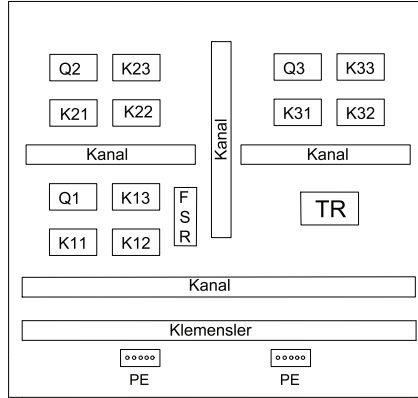 Q2 K23
K21 K22
Kanal
Q1 K13
K11 K12
F
S
R
Kanal
Q3 K33
K31 K32
Kanal
TR
Kanal
Klemensler
PE PE